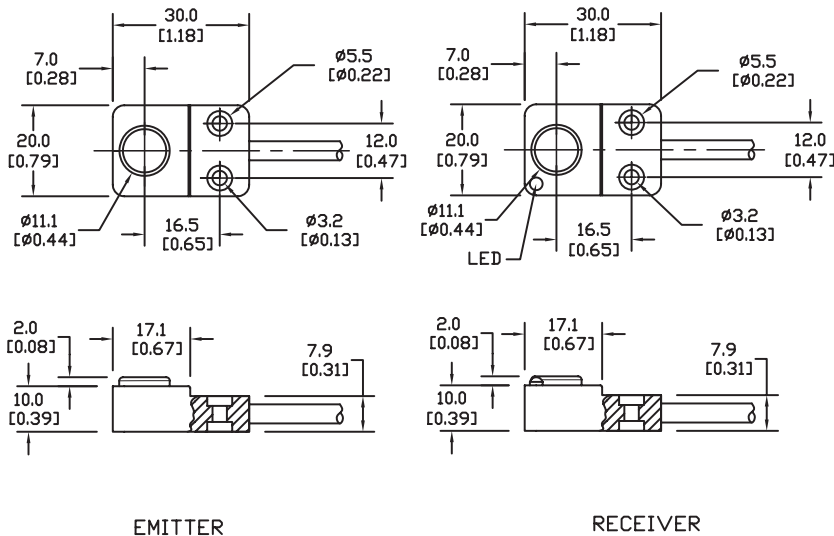 30.0
[1.18]
7.0
[0.28]
ø5.5
[ø0.22]
20.0
[0.79]
12.0
[0.47]
ø11.1
[ø0.44]
16.5
[0.65]
ø3.2
[ø0.13]
30.0
[1.18]
7.0
[0.28]
ø5.5
[ø0.22]
20.0
[0.79]
12.0
[0.47]
ø11.1
[ø0.44]
16.5
[0.65]
ø3.2
[ø0.13]
LED
2.0
[0.08]
17.1
[0.67]
7.9
[0.31]
10.0
[0.39]
2.0
[0.08]
17.1
[0.67]
7.9
[0.31]
10.0
[0.39]
EMITTER
RECEIVER